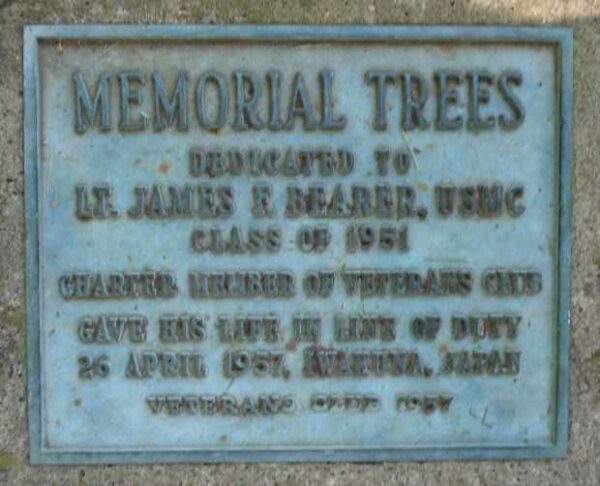 MEMORIAL TREES
DEDICATED TO
LT. JAMES F. BEARER, USMC
CLASS OF 1951
CHARTER MEMBER OF VETERANS CLUB
GAVE HIS LIFE IN LINE OF DUTY
26 APRIL 1957, IWAKUNA, JAPAN
VETERANS CLUB 1957